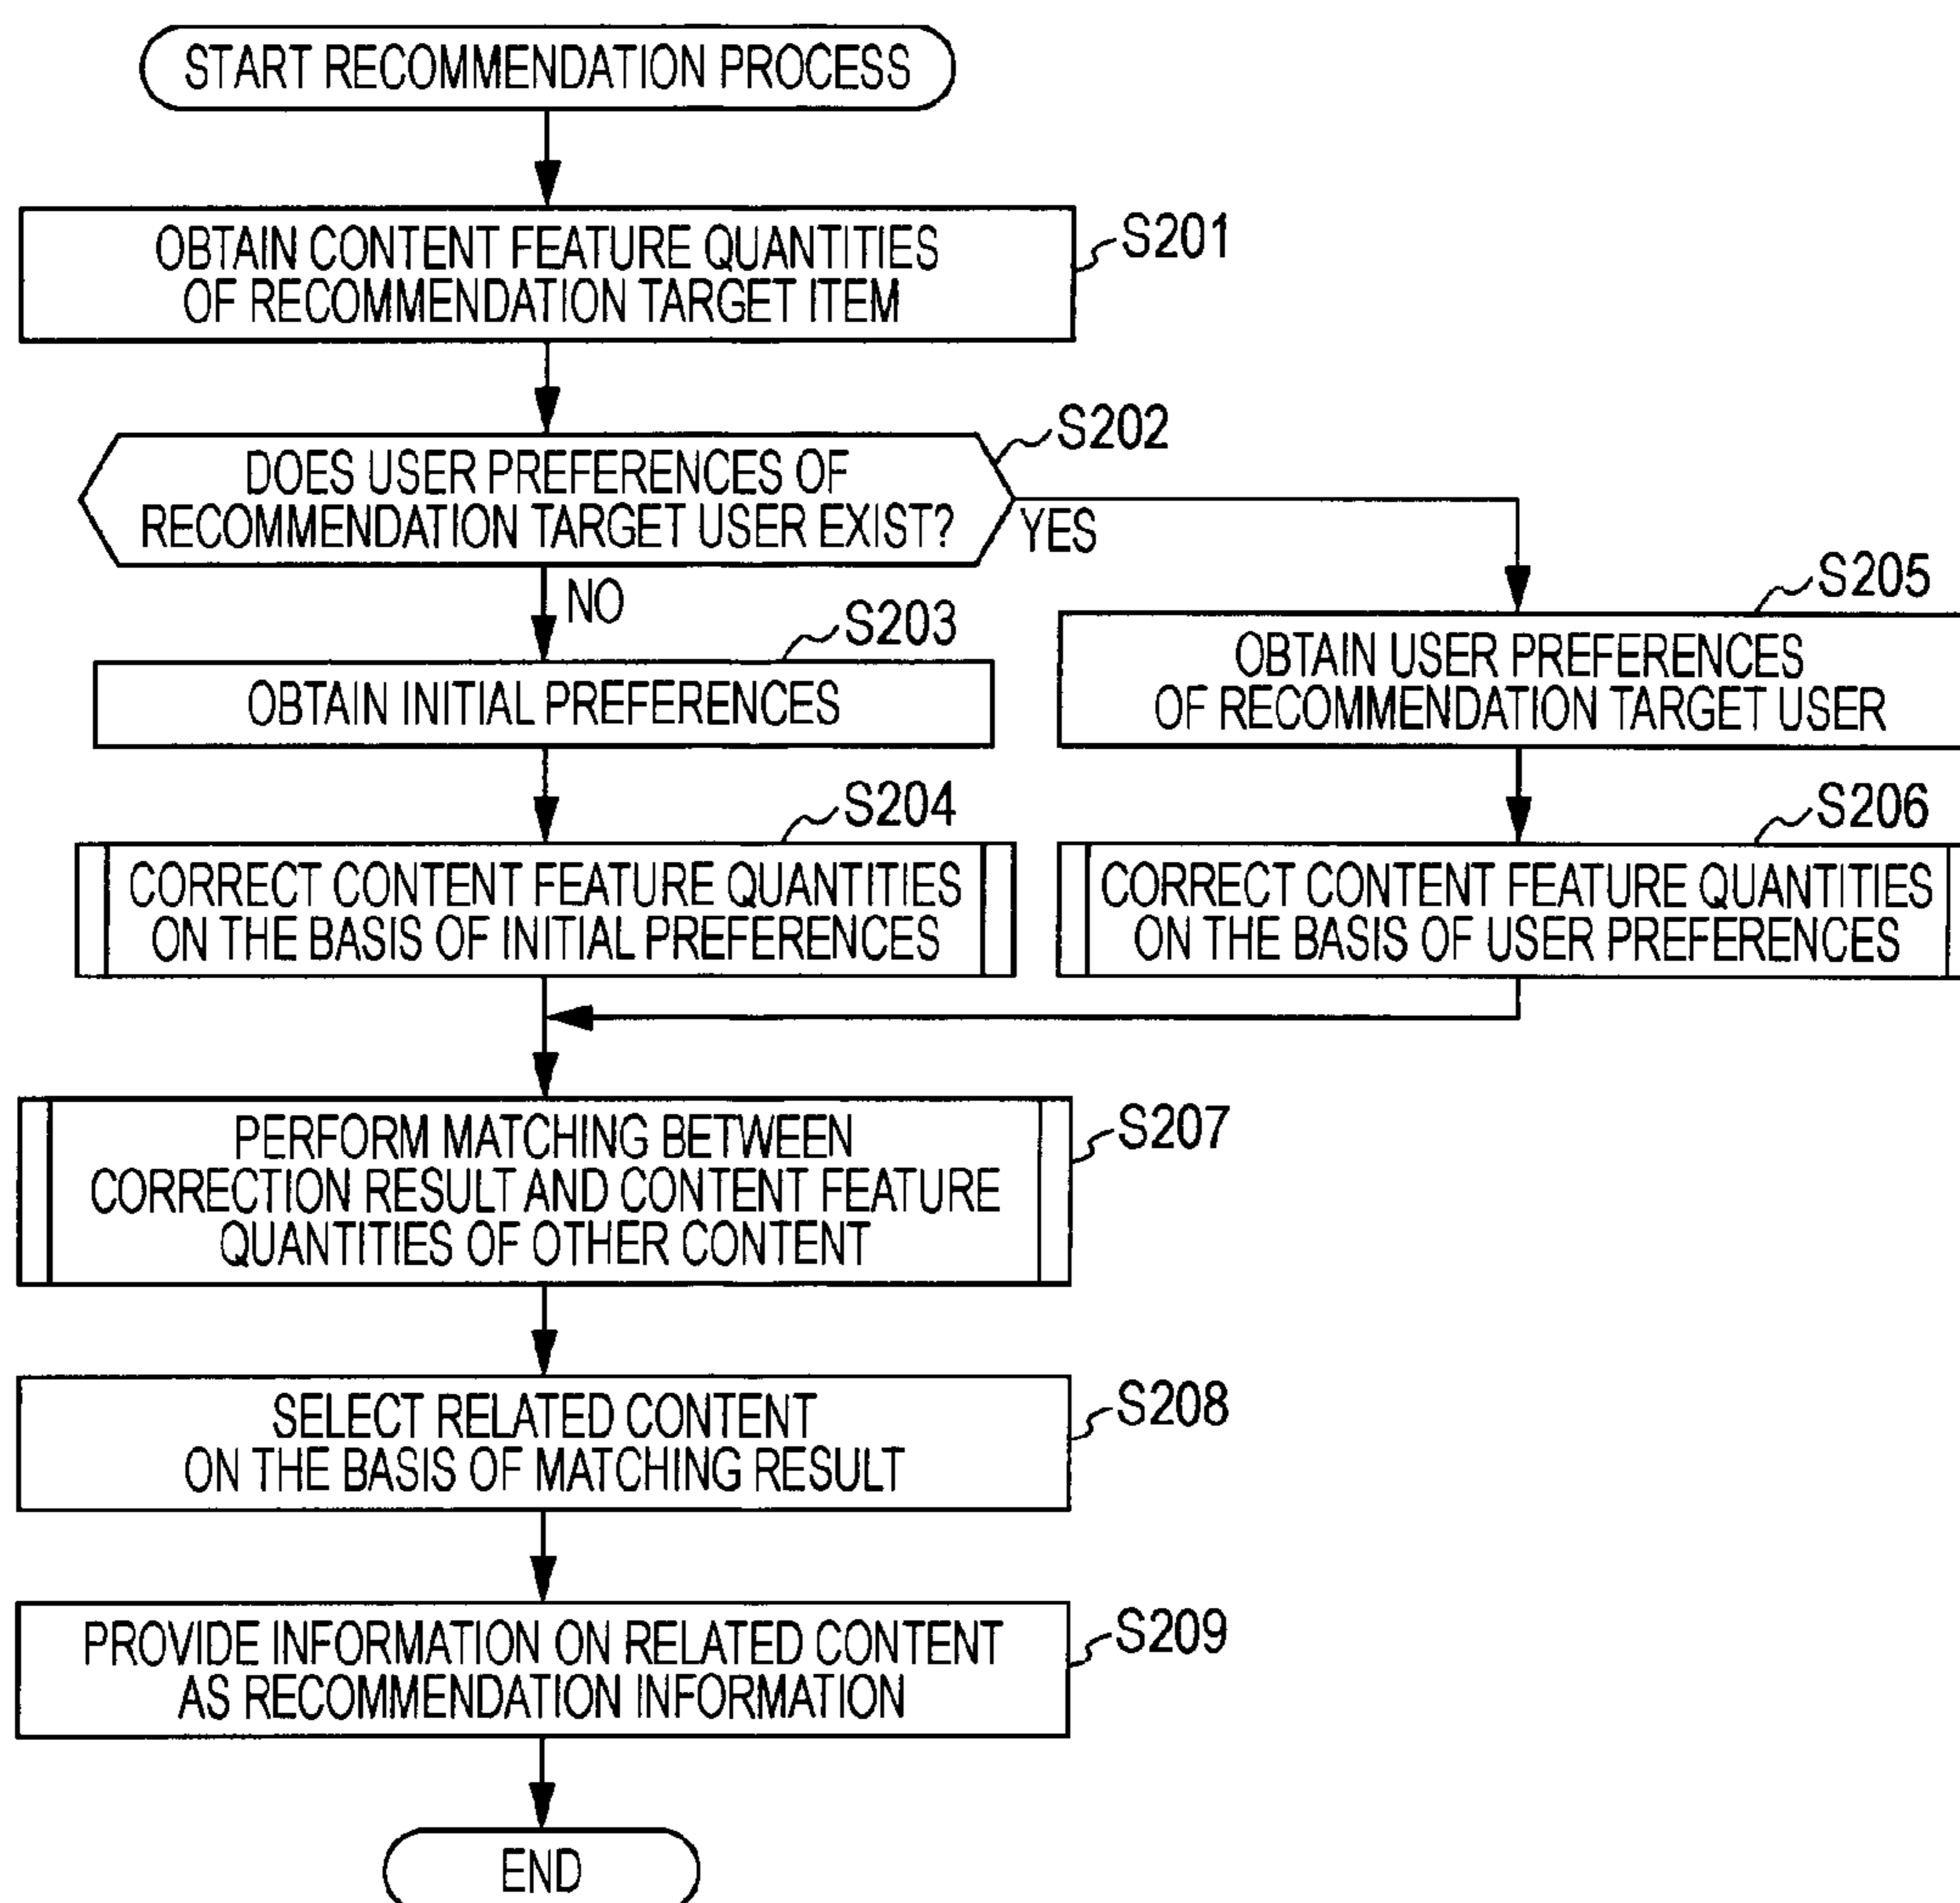 START RECOMMENDATION PROCESS
OBTAIN CONTENT FEATURE QUANTITIES
OF RECOMMENDATION TARGET ITEM
S201
DOES USER PREFERENCES OF
RECOMMENDATION TARGET USER EXIST?
S202
YES
NO
S203
OBTAIN INITIAL PREFERENCES
S204
CORRECT CONTENT FEATURE QUANTITIES
ON THE BASIS OF INITIAL PREFERENCES
S205
OBTAIN USER PREFERENCES
OF RECOMMENDATION TARGET USER
S206
CORRECT CONTENT FEATURE QUANTITIES
ON THE BASIS OF USER PREFERENCES
PERFORM MATCHING BETWEEN
CORRECTION RESULT AND CONTENT FEATURE
QUANTITIES OF OTHER CONTENT
S207
SELECT RELATED CONTENT
ON THE BASIS OF MATCHING RESULT
S208
PROVIDE INFORMATION ON RELATED CONTENT
AS RECOMMENDATION INFORMATION
S209
END